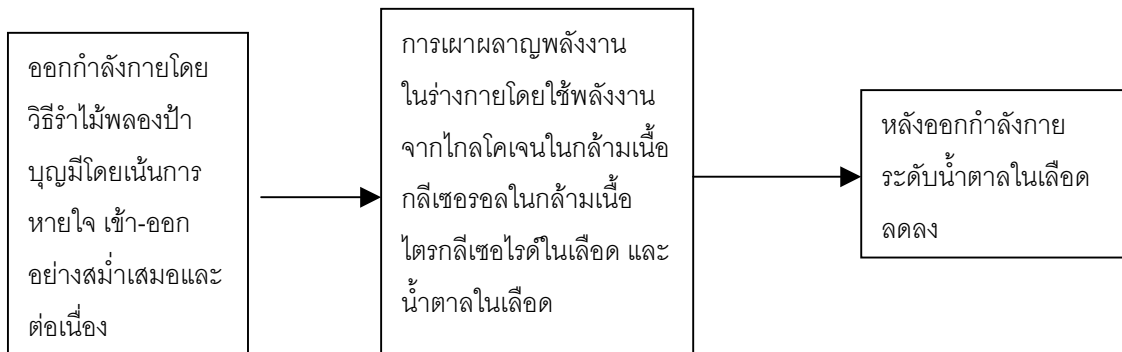 ออกกำลังกายโดย
วิธีรำไม้พลองป้า
บุญมีโดยเน้นการ
หายใจ เข้า-ออก
อย่างสม่ำเสมอและ
ต่อเนื่อง
การเผาผลาญพลังงาน
ในร่างกายโดยใช้พลังงาน
จากไกลโคเจนในกล้ามเนื้อ
กลีเซอรอลในกล้ามเนื้อ
ไตรกลีเซอไรด์ในเลือด และ
น้ำตาลในเลือด
หลังออกกำลังกาย
ระดับน้ำตาลในเลือด
ลดลง